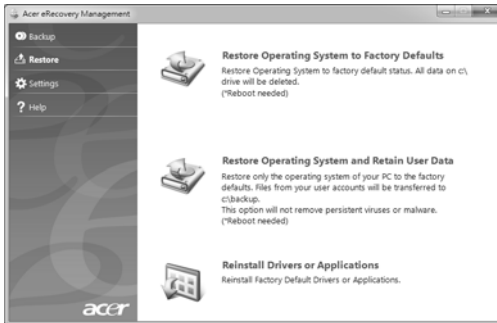 Acer eRecovery Management
Backup
Restore
Settings
Help
Restore Operating System to Factory Defaults
Restore Operating System to factory default status. All data on c:\
drive will be deleted.
(*Reboot needed)
Restore Operating System and Retain User Data
Restore only the operating system of your PC to the factory
defaults. Files from your user accounts will be transferred to
c:\backup.
This option will not remove persistent viruses or malware.
(*Reboot needed)
Reinstall Drivers or Applications
Reinstall Factory Default Drivers or Applications.
acer